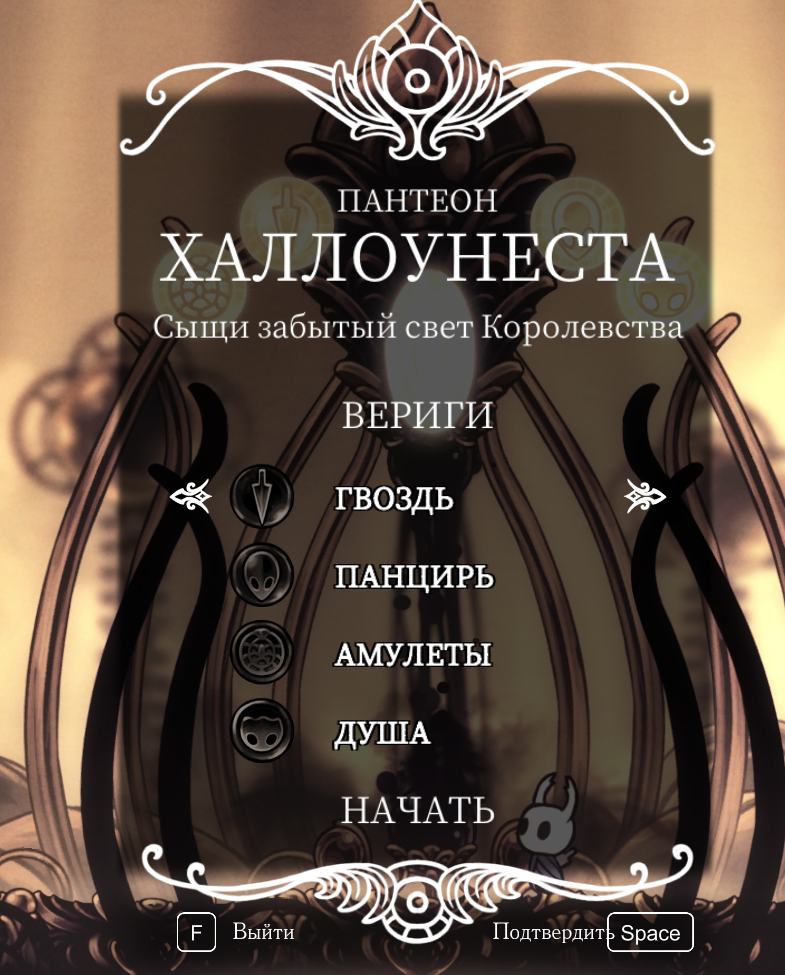 ПАНТЕОН
ХАЛЛОУНЕСТА
Сыщи забытый свет Королевства
ВЕРИГИ
ГВОЗДЬ
ПАНЦИРЬ
АМУЛЕТЫ
ДУША
НАЧАТЬ
F Выйти Подтвердить Space